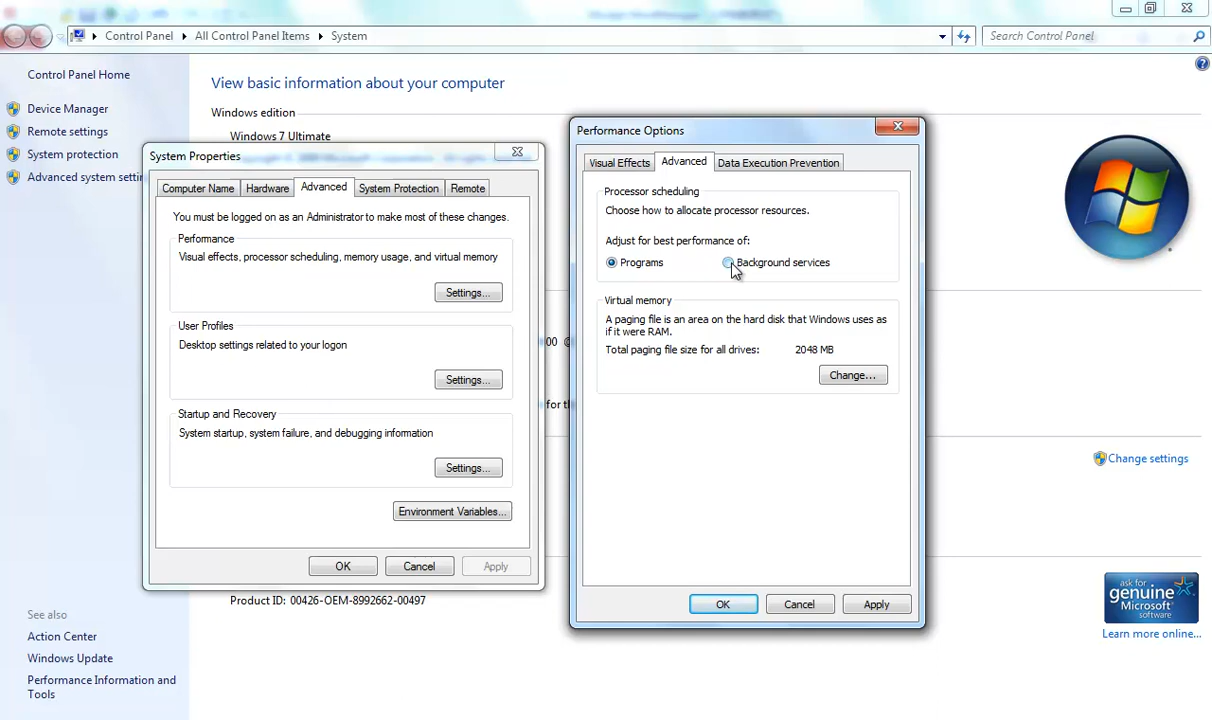 Control Panel
All Control Panel Items
System
Search Control Panel
Control Panel Home
Device Manager
Remote settings
System protection
Advanced system setti
View basic information about your computer
Windows edition
Windows 7 Ultimate
System Properties
Computer Name
Hardware
Advanced
System Protection
Remote
You must be logged on as an Administrator to make most of these changes.
Performance
Visual effects, processor scheduling, memory usage, and virtual memory
Settings...
User Profiles
Desktop settings related to your logon
Settings...
Startup and Recovery
System startup, system failure, and debugging information
Settings...
Environment Variables...
OK
Cancel
Apply
00 @
for th
Performance Options
Visual Effects
Advanced
Data Execution Prevention
Processor scheduling
Choose how to allocate processor resources.
Adjust for best performance of:
Programs
Background services
Virtual memory
A paging file is an area on the hard disk that Windows uses as
if it were RAM.
Total paging file size for all drives: 2048 MB
Change...
OK
Cancel
Apply
Change settings
Product ID: 00426-OEM-8992662-00497
ask for
genuine
Microsoft
software
Learn more online...
See also
Action Center
Windows Update
Performance Information and
Tools